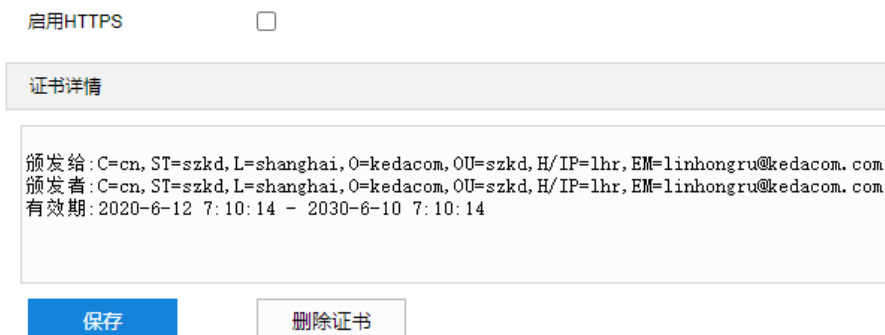 启用HTTPS
证书详情
颁发给:C=cn,ST=szkd,L=shanghai,O=kedacom,OU=szkd,H/IP=lhr,EM=linhongru@kedacom.com
颁发者:C=cn,ST=szkd,L=shanghai,O=kedacom,OU=szkd,H/IP=lhr,EM=linhongru@kedacom.com
有效期:2020-6-12 7:10:14 - 2030-6-10 7:10:14
保存 删除证书